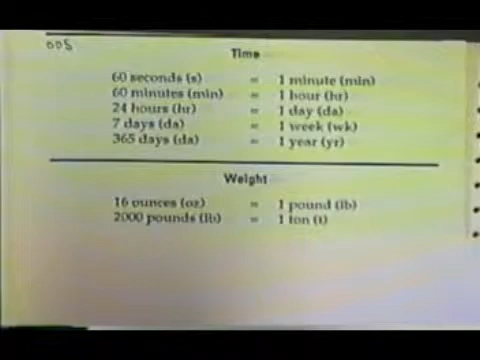 005
Time
60 seconds (s) = 1 minute (min)
60 minutes (min) = 1 hour (hr)
24 hours (hr) = 1 day (da)
7 days (da) = 1 week (wk)
365 days (da) = 1 year (yr)
Weight
16 ounces (oz) = 1 pound (lb)
2000 pounds (lb) = 1 ton (t)